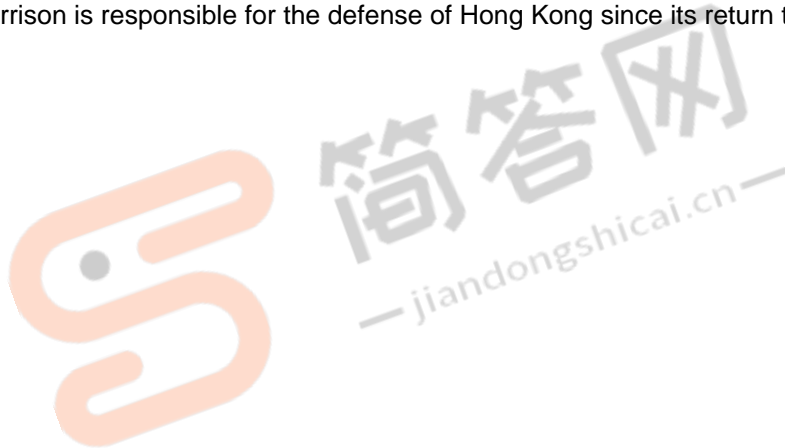 rrison is responsible for the defense of Hong Kong since its return t
简答网
— jiandongshicai.cn —